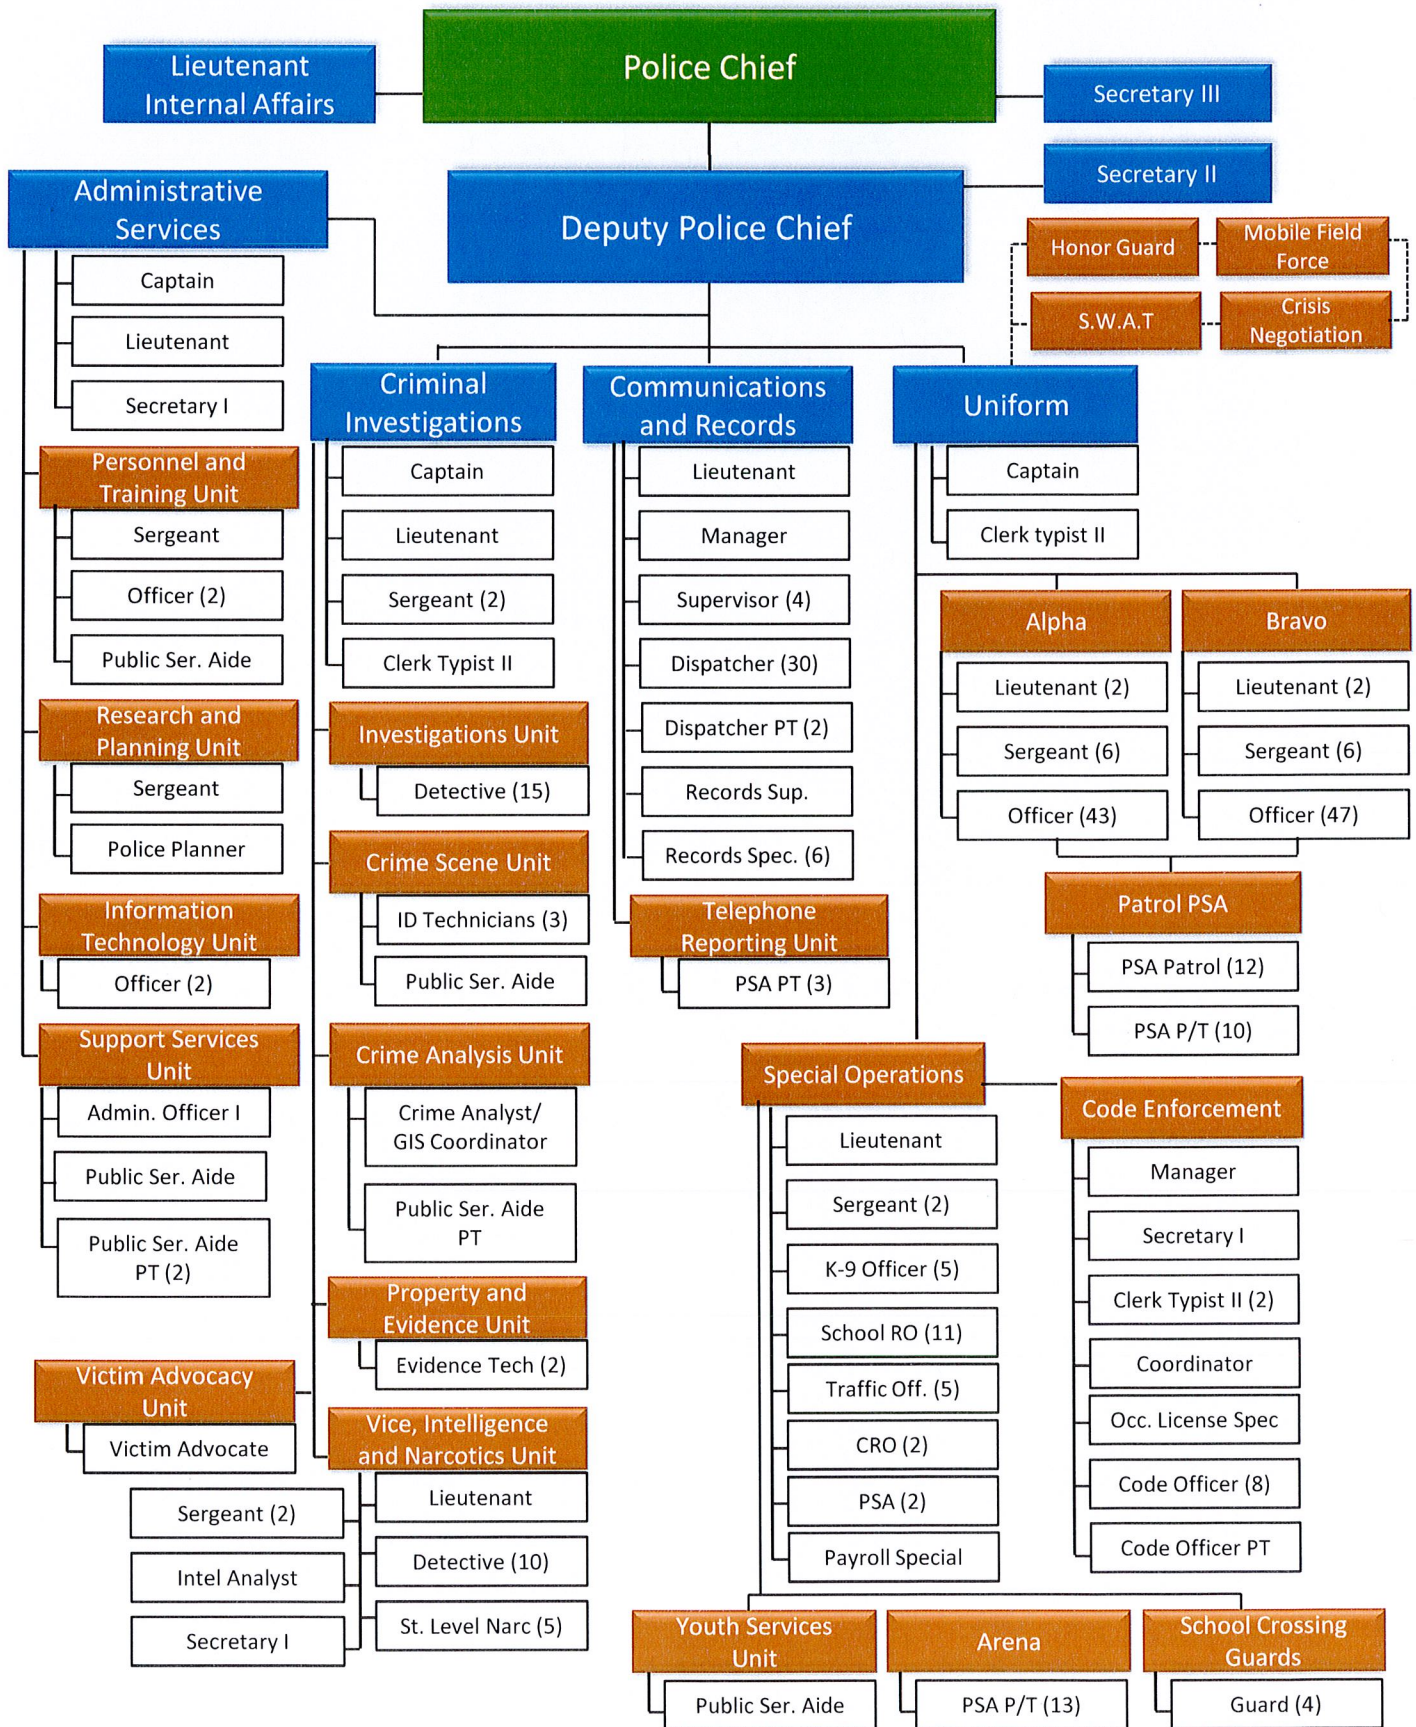 Police Chief
Lieutenant
Internal Affairs
Secretary III
Secretary II
Deputy Police Chief
Administrative
Services
Captain
Lieutenant
Secretary I
Personnel and
Training Unit
Sergeant
Officer (2)
Public Ser. Aide
Research and
Planning Unit
Sergeant
Police Planner
Information
Technology Unit
Officer (2)
Support Services
Unit
Admin. Officer I
Public Ser. Aide
Public Ser. Aide
PT (2)
Criminal
Investigations
Captain
Lieutenant
Sergeant (2)
Clerk Typist II
Investigations Unit
Detective (15)
Crime Scene Unit
ID Technicians (3)
Public Ser. Aide
Crime Analysis Unit
Crime Analyst/
GIS Coordinator
Public Ser. Aide
PT
Property and
Evidence Unit
Evidence Tech (2)
Victim Advocacy
Unit
Victim Advocate
Vice, Intelligence
and Narcotics Unit
Lieutenant
Sergeant (2)
Detective (10)
Intel Analyst
St. Level Narc (5)
Secretary I
Communications
and Records
Lieutenant
Manager
Supervisor (4)
Dispatcher (30)
Dispatcher PT (2)
Records Sup.
Records Spec. (6)
Telephone
Reporting Unit
PSA PT (3)
Honor Guard
Mobile Field
Force
S.W.A.T
Crisis
Negotiation
Uniform
Captain
Clerk typist II
Alpha
Lieutenant (2)
Sergeant (6)
Officer (43)
Bravo
Lieutenant (2)
Sergeant (6)
Officer (47)
Patrol PSA
PSA Patrol (12)
PSA P/T (10)
Special Operations
Lieutenant
Sergeant (2)
K-9 Officer (5)
School RO (11)
Traffic Off. (5)
CRO (2)
PSA (2)
Payroll Special
Code Enforcement
Manager
Secretary I
Clerk Typist II (2)
Coordinator
Occ. License Spec
Code Officer (8)
Code Officer PT
Youth Services
Unit
Public Ser. Aide
Arena
PSA P/T (13)
School Crossing
Guards
Guard (4)